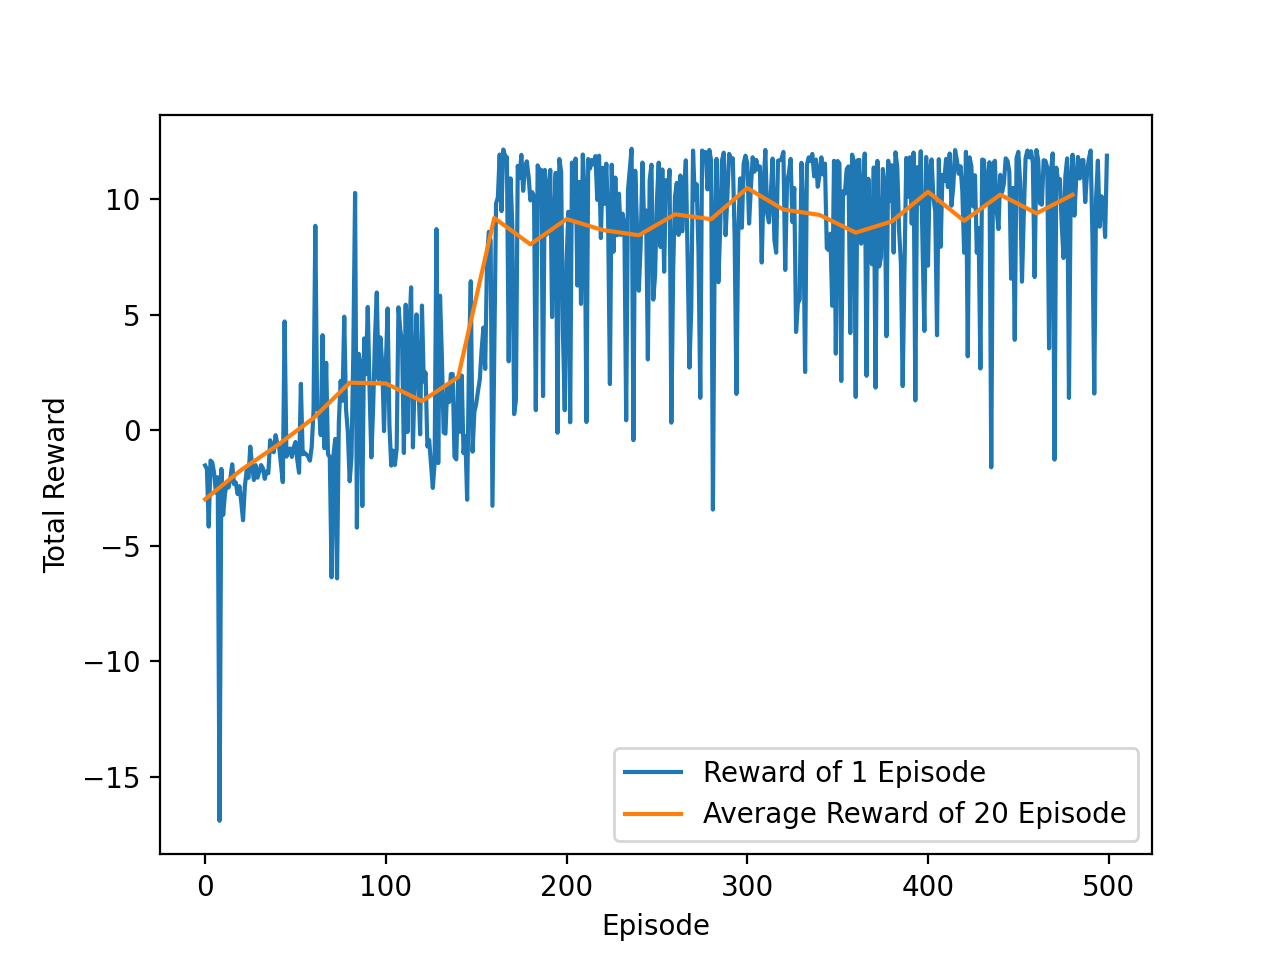 10
5
0
−5
−10
−15
Total Reward
0 100 200 300 400 500
Episode
Reward of 1 Episode
Average Reward of 20 Episode